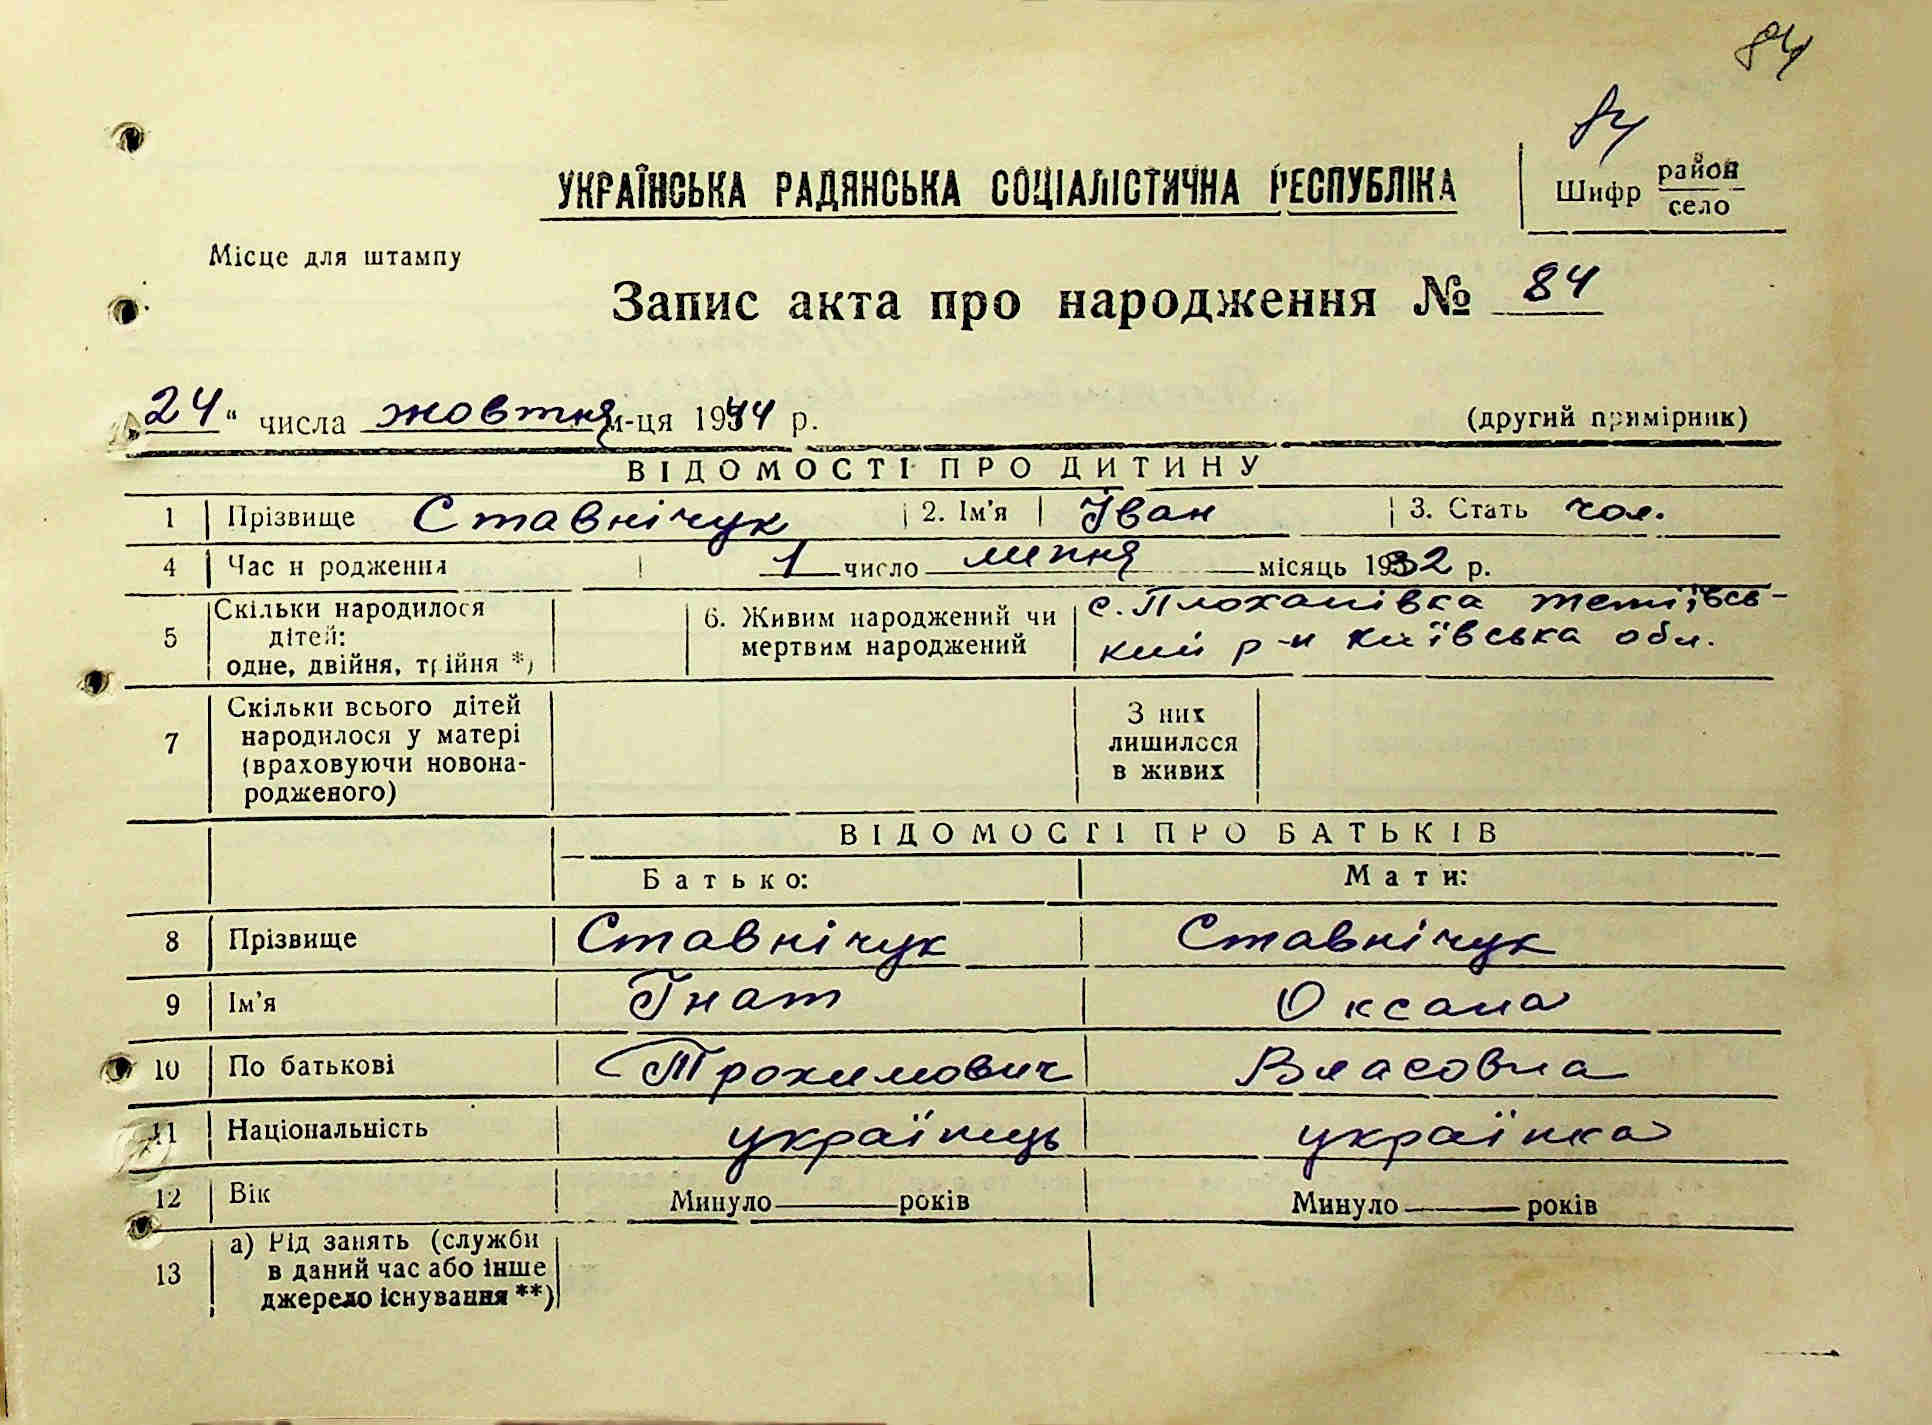 84
84
УКРАЇНСЬКА РАДЯНСЬКА СОЦІАЛІСТИЧНА РЕСПУБЛІКА
Шифр район
село
Місце для штампу
Запис акта про народження № 84
24 “ числа жовтня м-ця 1944 р. (другий примірник)
ВІДОМОСТІ ПРО ДИТИНУ
1 Прізвище Ставнічук 2. Ім'я Іван 3. Стать чол.
4 Час народження 1 число липня місяць 1932 р.
5 Скільки народилося дітей: одне, двійня, трійня *) 6. Живим народжений чи мертвим народжений с. Плоханівка тетіївсь-
кий р-н київська обл.
7 Скільки всього дітей народилося у матері (враховуючи новона-родженого) З них лишилося в живих
ВІДОМОСТІ ПРО БАТЬКІВ
Батько: Мати:
8 Прізвище Ставнічук Ставнічук
9 Ім'я Гнат Оксана
10 По батькові Трохимович Власовна
11 Національність українець українка
12 Вік Минуло років Минуло років
13 а) Рід занять (служби
в даний час або інше
джерело існування **)